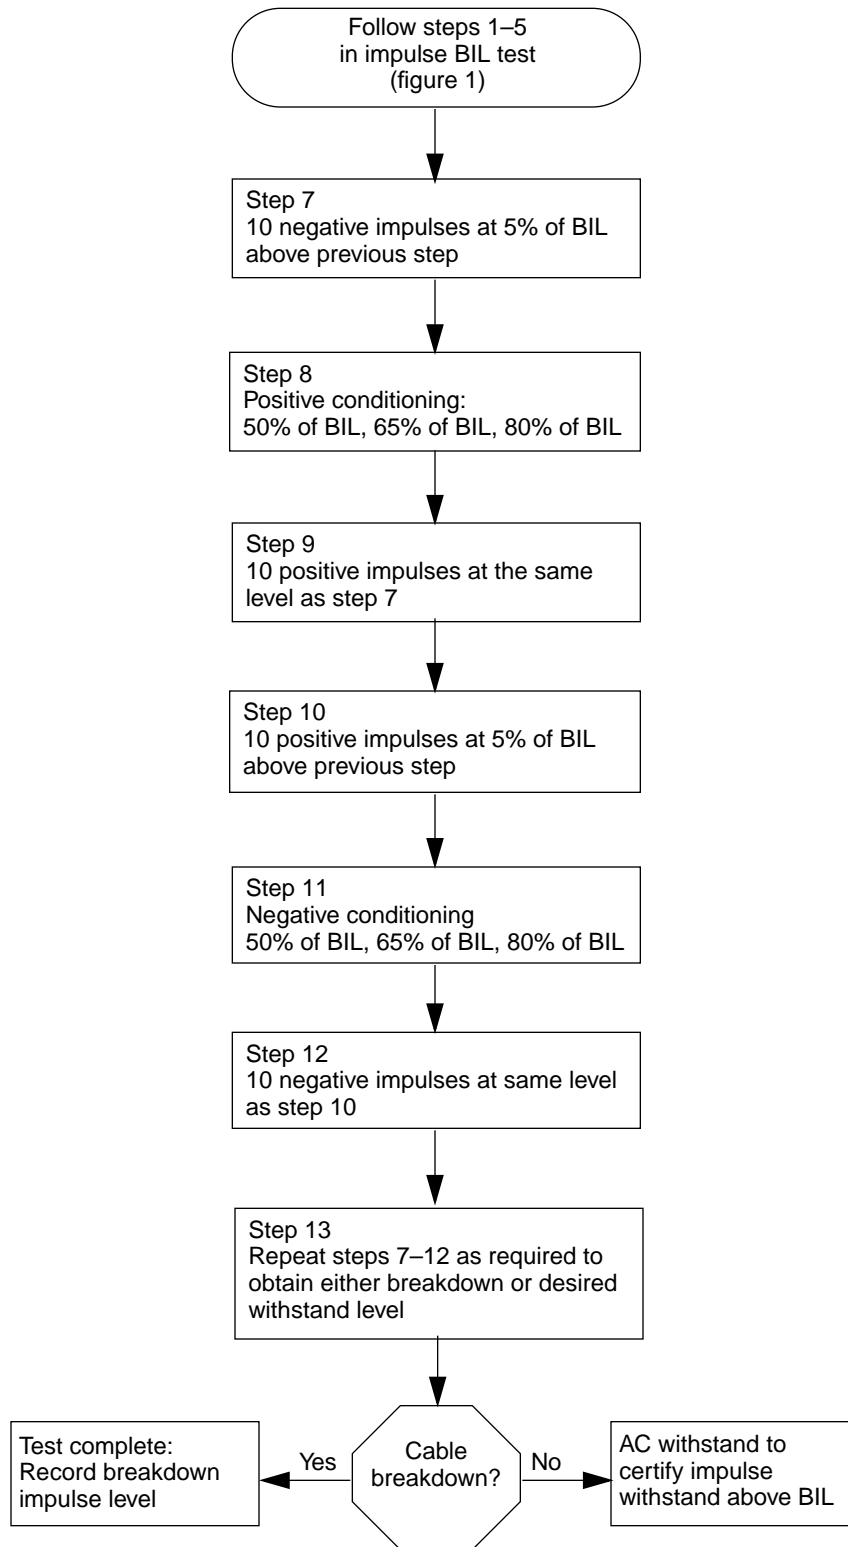 Follow steps 1–5
in impulse BIL test
(figure 1)
Step 7
10 negative impulses at 5% of BIL
above previous step
Step 8
Positive conditioning:
50% of BIL, 65% of BIL, 80% of BIL
Step 9
10 positive impulses at the same
level as step 7
Step 10
10 positive impulses at 5% of BIL
above previous step
Step 11
Negative conditioning
50% of BIL, 65% of BIL, 80% of BIL
Step 12
10 negative impulses at same level
as step 10
Step 13
Repeat steps 7–12 as required to
obtain either breakdown or desired
withstand level
Test complete:
Record breakdown
impulse level
Yes
Cable
breakdown?
No
AC withstand to
certify impulse
withstand above BIL